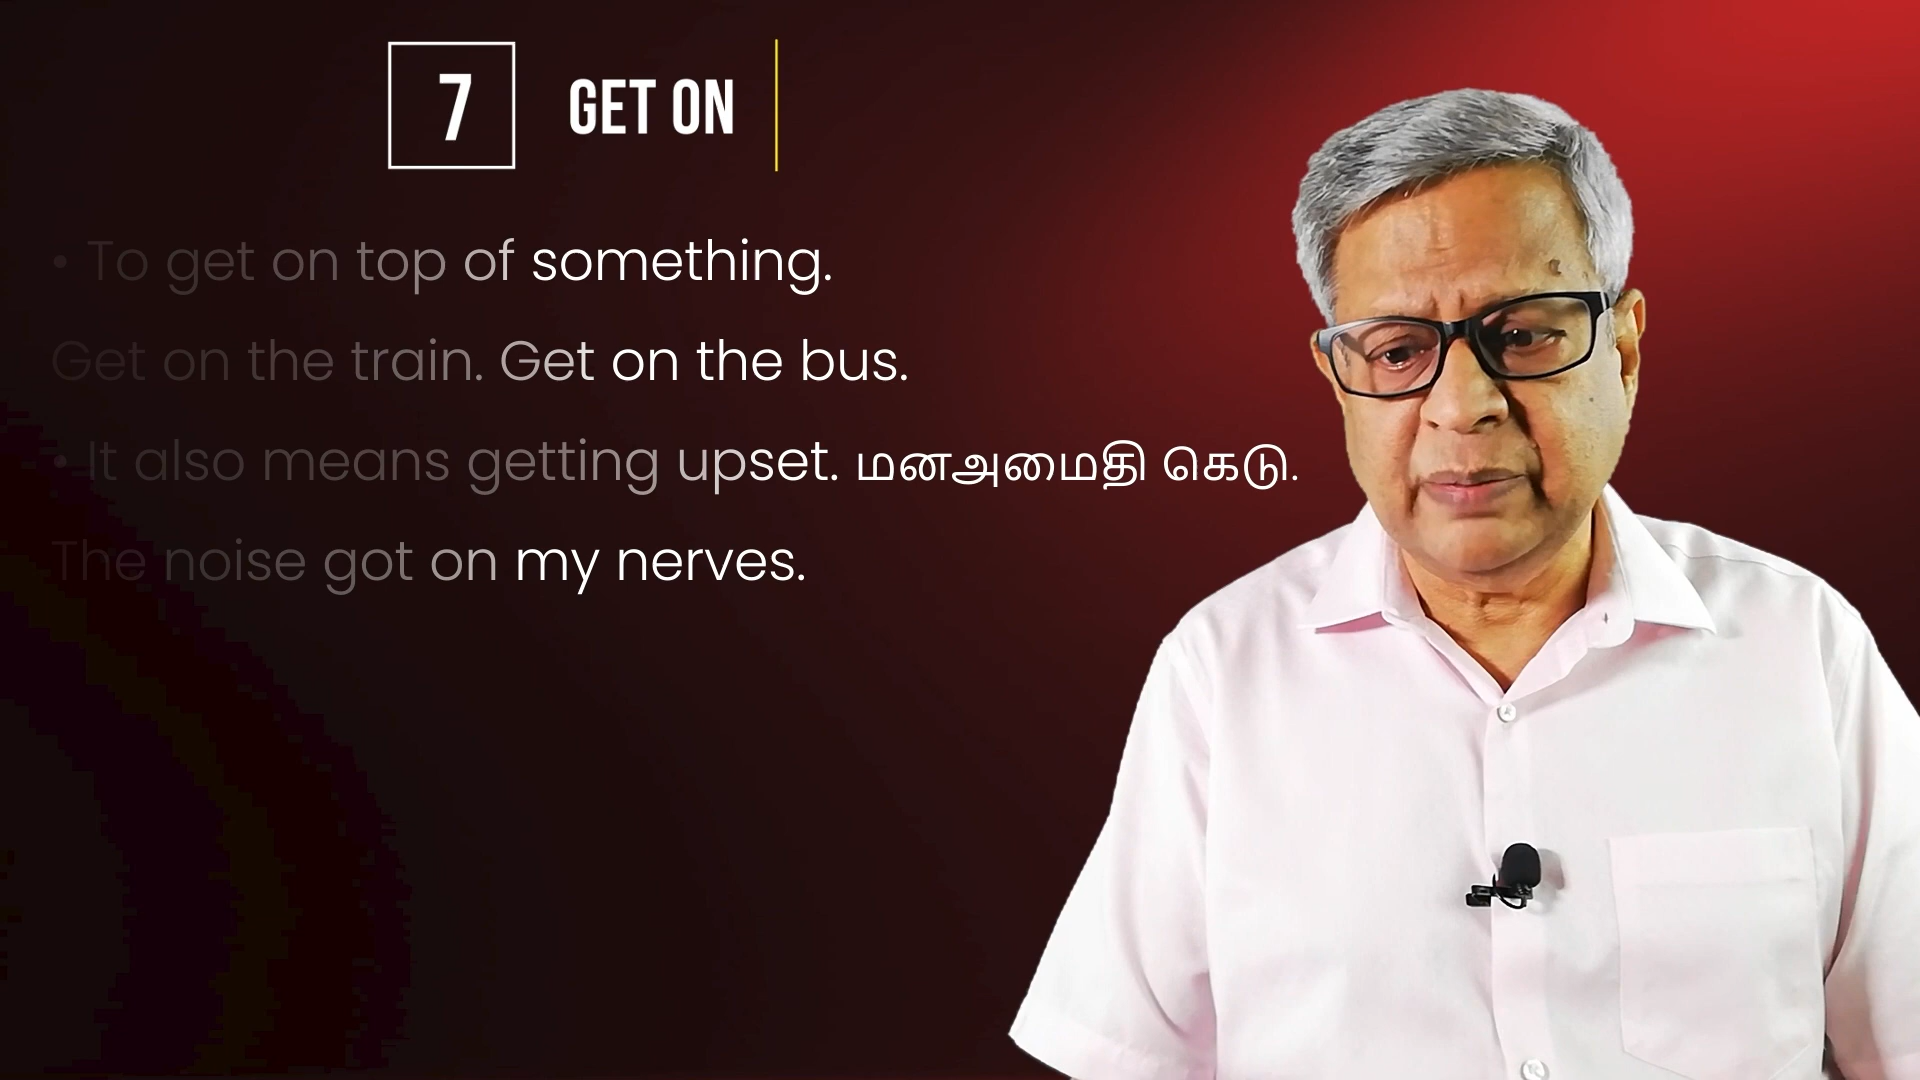 7 GET ON
• To get on top of something.
Get on the train. Get on the bus.
• It also means getting upset. மனஅமைதி கெடு.
The noise got on my nerves.